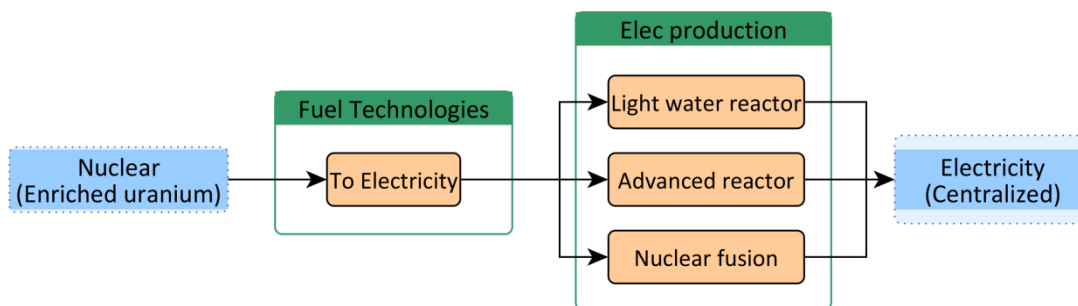 Elec production
Fuel Technologies
Light water reactor
Nuclear
(Enriched uranium)
To Electricity
Advanced reactor
Electricity
(Centralized)
Nuclear fusion